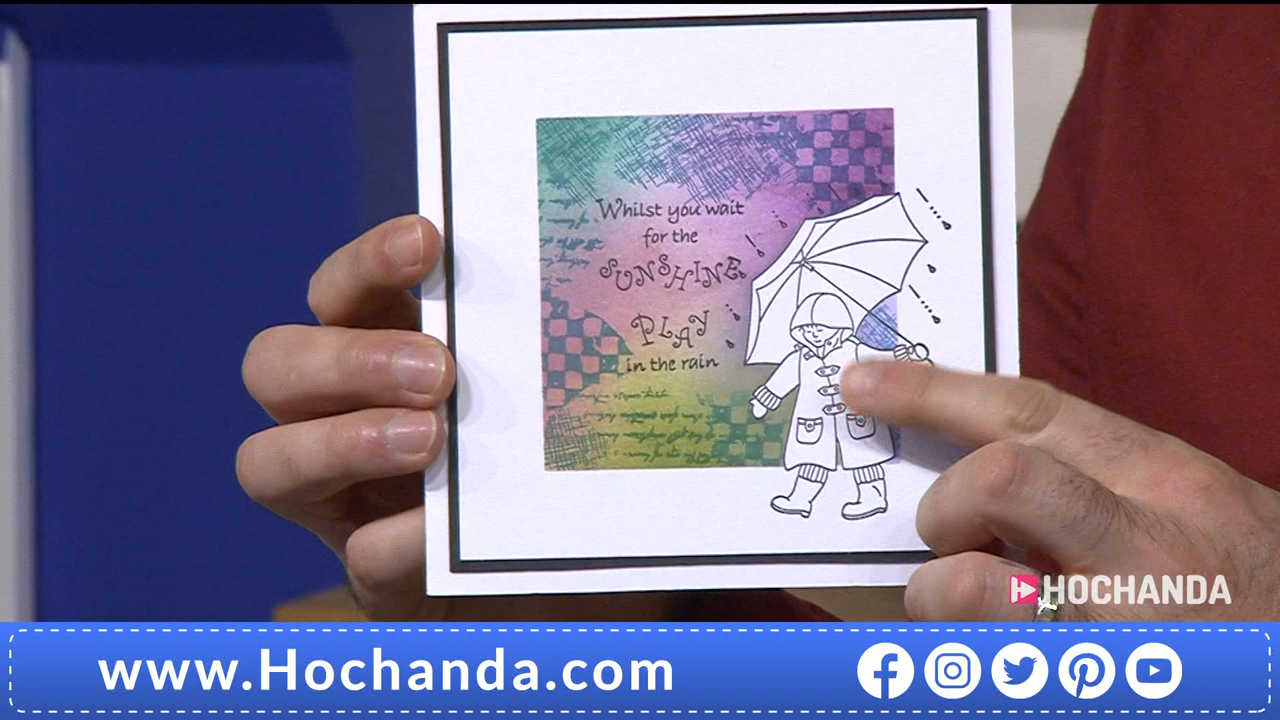 Whilst you wait
for the
SUNSHINE
PLAY
in the rain
HOCHANDA
www.Hochanda.com